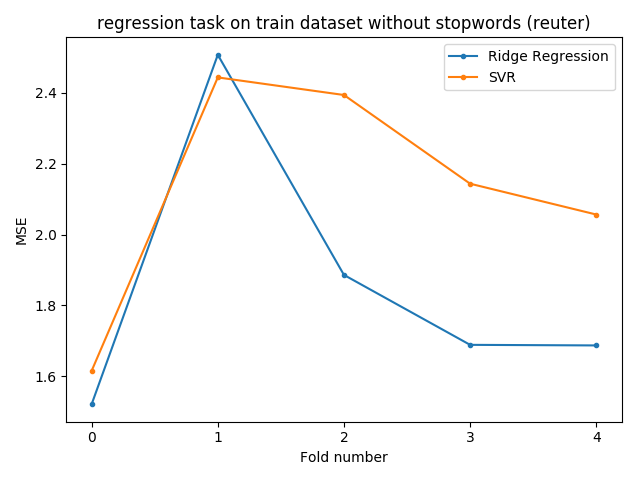 regression task on train dataset without stopwords (reuter)
Ridge Regression
SVR
MSE
2.4
2.2
2.0
1.8
1.6
0 1 2 3 4
Fold number